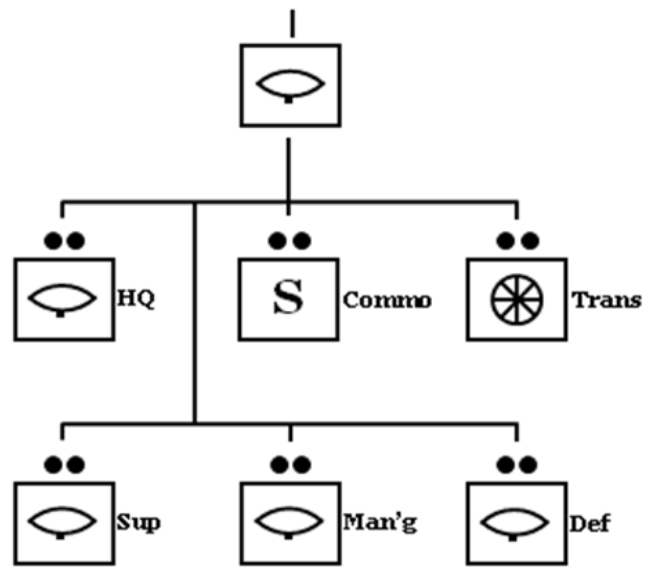 HQ
S
Commo
Trans
Sup
Man'g
Def